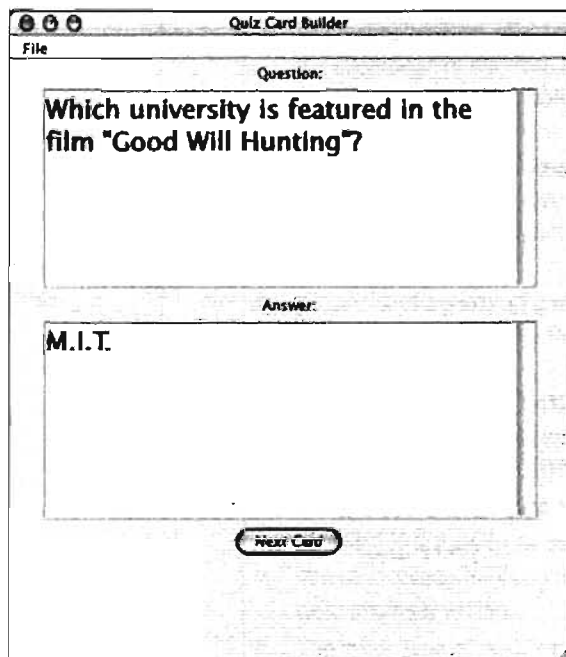 Quiz Card Builder
File
Question:
Which university is featured in the
film "Good Will Hunting"?
Answer:
M.I.T.
Next Card